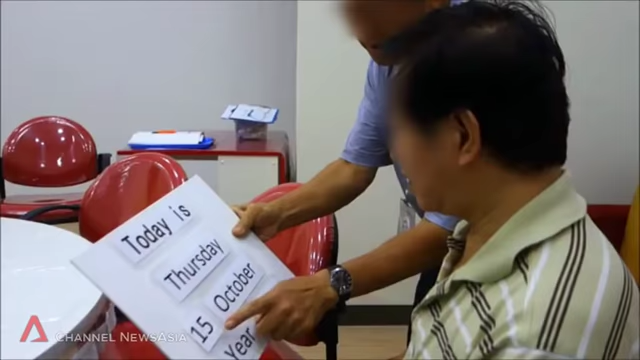 Today is
Thursday
15 October
Year
CHANNEL NEWSASIA